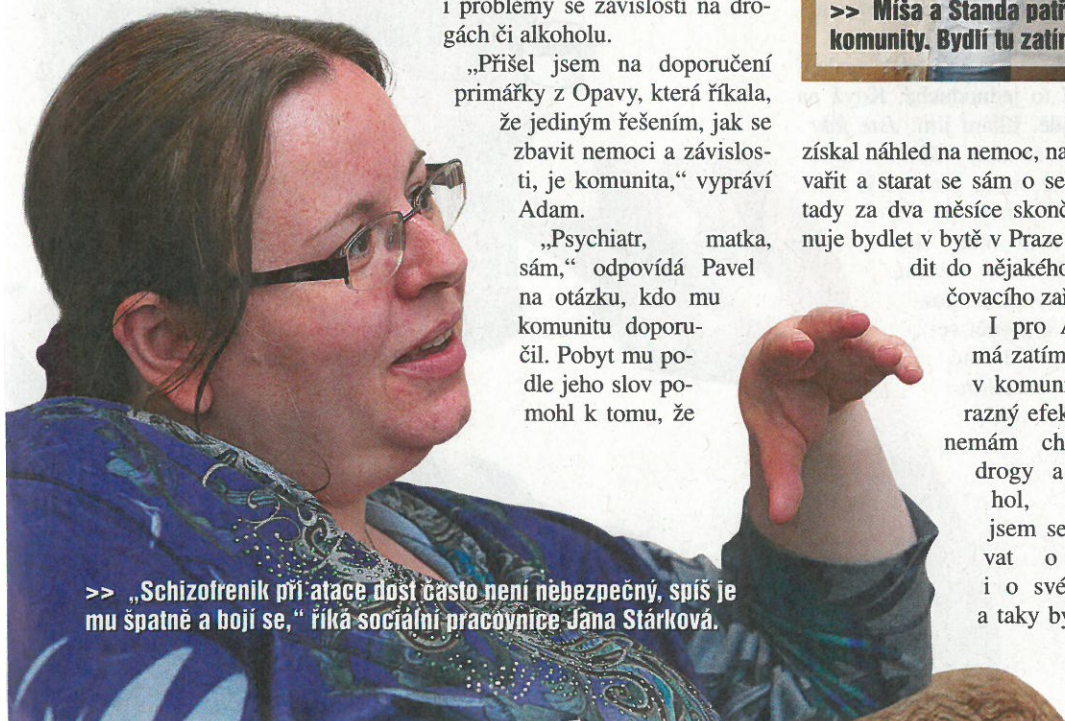 i problémy se závislostí na dro-
gách či alkoholu.
„Přišel jsem na doporučení
primářky z Opavy, která říkala,
že jediným řešením, jak se
zbavit nemoci a závislos-
ti, je komunita,“ vypráví
Adam.
„Psychiatr, matka,
sám,“ odpovídá Pavel
na otázku, kdo mu
komunitu doporu-
čil. Pobyt mu po-
dle jeho slov po-
mohl k tomu, že
>> Míša a Standa patř
komunity. Bydlí tu zatím
získal náhled na nemoc, na
vařit a starat se sám o se
tady za dva měsíce skonč
nuje bydlet v bytě v Praze
dit do nějakého
čovacího zař
I pro A
má zatím
v komuni
razný efek
nemám ch
drogy a
hol,
jsem se
vat o
i o své
a taky by
>> „Schizofrenik při atace dost často není nebezpečný, spíš je
mu špatně a bojí se,“ říká sociální pracovnice Jana Stárková.